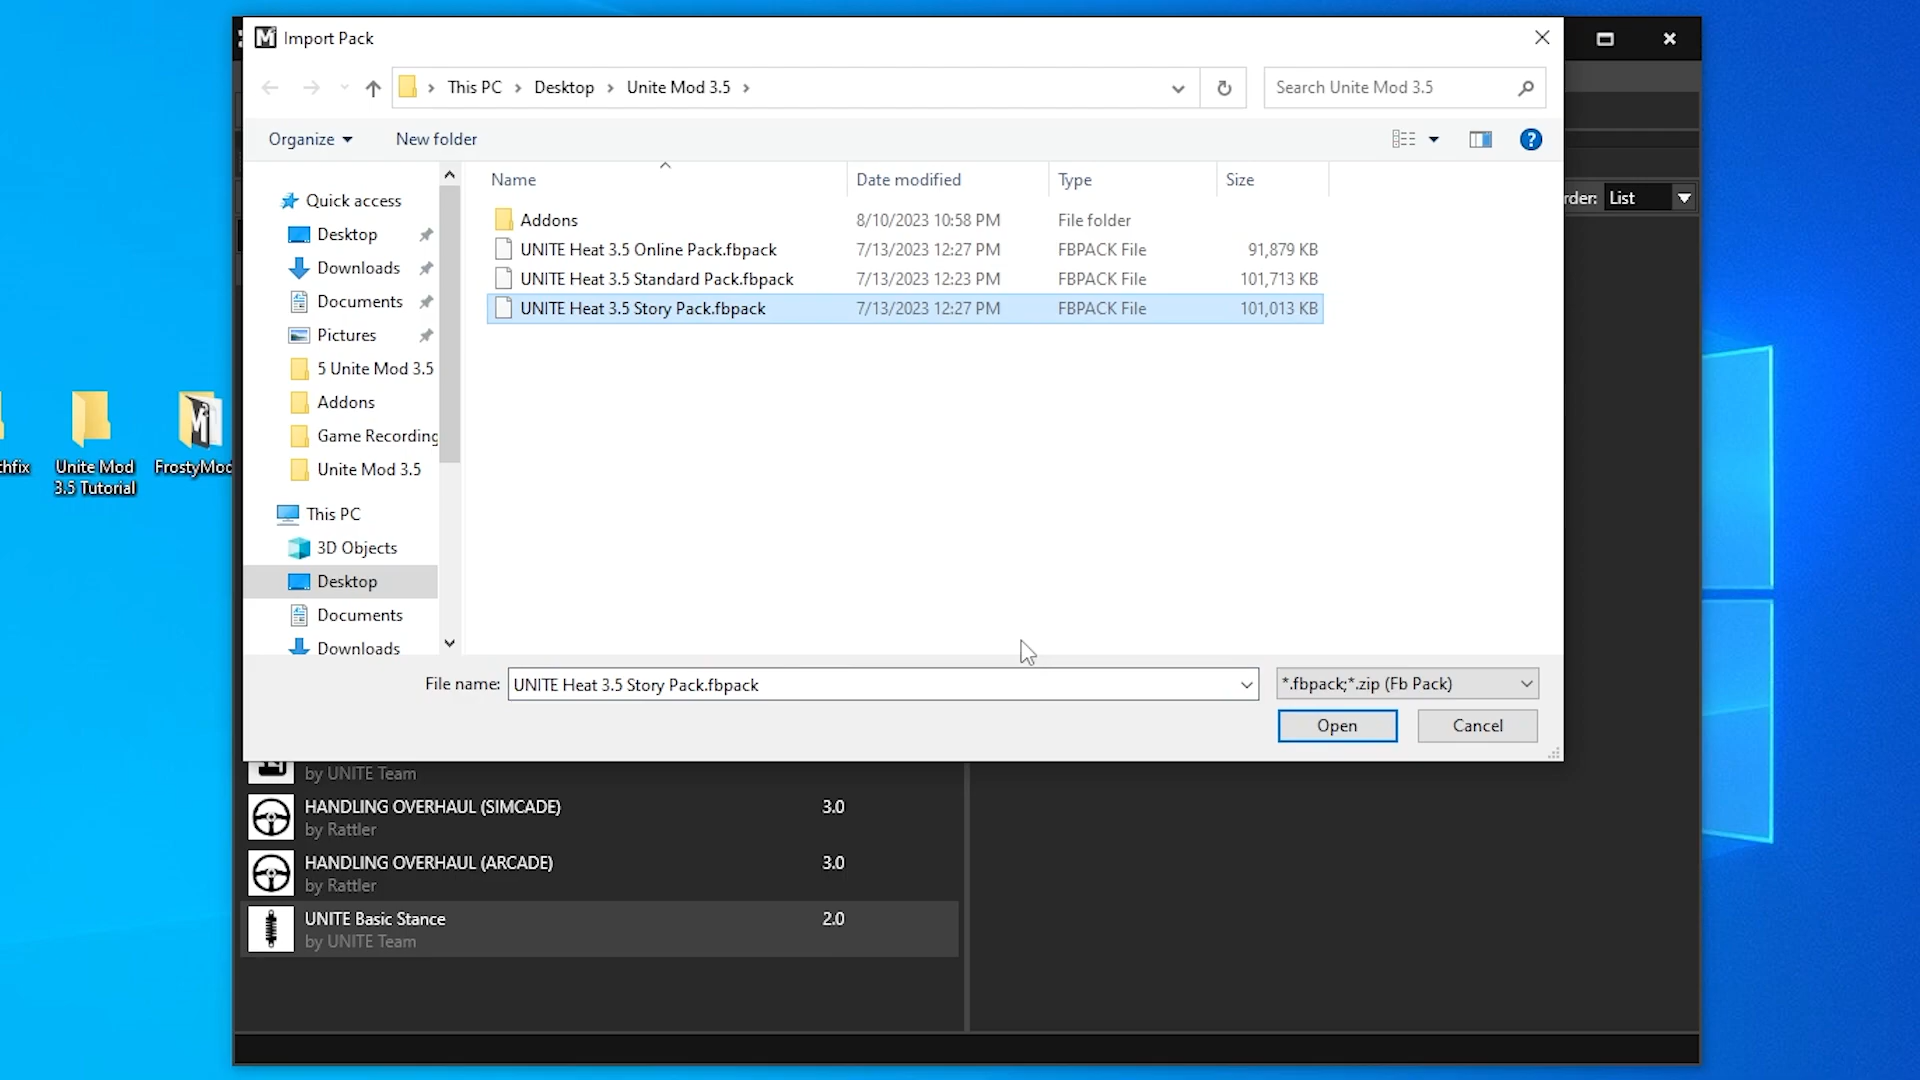 Import Pack
This PC > Desktop > Unite Mod 3.5 >
Search Unite Mod 3.5
Organize
New folder
Name
Date modified
Type
Size
Addons 8/10/2023 10:58 PM File folder
UNITE Heat 3.5 Online Pack.fbpack 7/13/2023 12:27 PM FBPACK File 91,879 KB
UNITE Heat 3.5 Standard Pack.fbpack 7/13/2023 12:23 PM FBPACK File 101,713 KB
UNITE Heat 3.5 Story Pack.fbpack 7/13/2023 12:27 PM FBPACK File 101,013 KB
Quick access
Desktop
Downloads
Documents
Pictures
5 Unite Mod 3.5
Addons
Game Recording
Unite Mod 3.5
This PC
3D Objects
Desktop
Documents
Downloads
File name: UNITE Heat 3.5 Story Pack.fbpack
*.fbpack;*.zip (Fb Pack)
Open
Cancel
rder: List
hfix
Unite Mod
3.5 Tutorial
FrostyMod
by UNITE Team
HANDLING OVERHAUL (SIMCADE) 3.0
by Rattler
HANDLING OVERHAUL (ARCADE) 3.0
by Rattler
UNITE Basic Stance 2.0
by UNITE Team